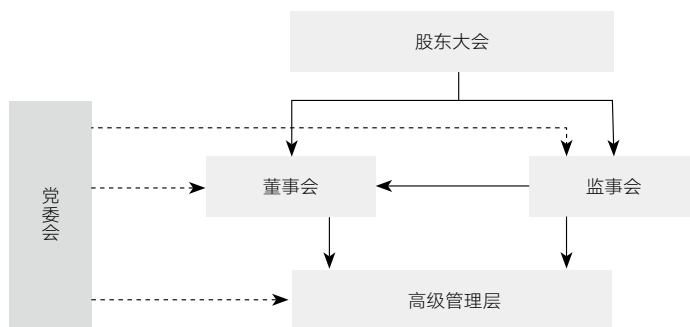 股东大会
党委会
董事会
监事会
高级管理层